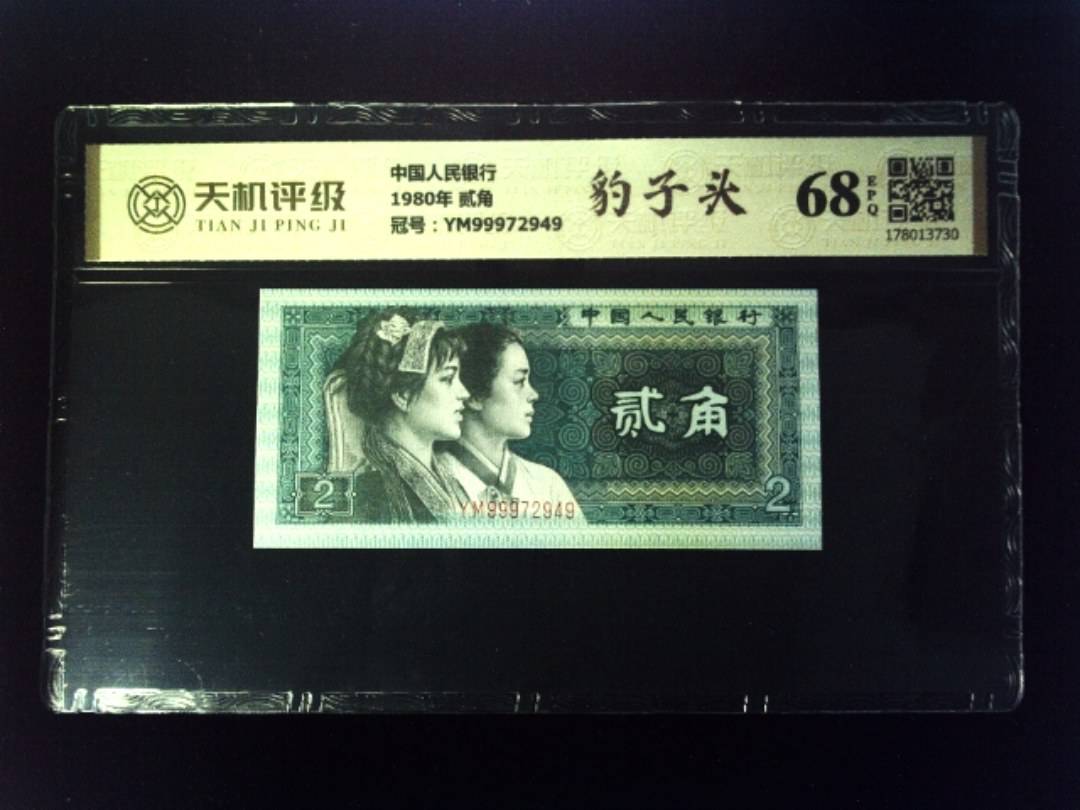 天机评级
TIAN JI PING JI
中国人民银行
1980年 贰角
冠号：YM99972949
豹子头
68
EPQ
178013730
中国人民银行
贰角
2
2
YM99972949